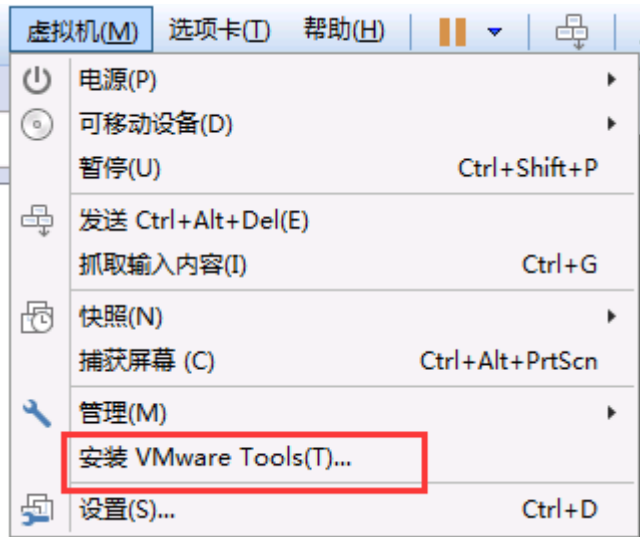 虚拟机(M) 选项卡(T) 帮助(H)
电源(P)
可移动设备(D)
暂停(U) Ctrl+Shift+P
发送 Ctrl+Alt+Del(E)
抓取输入内容(I) Ctrl+G
快照(N)
捕获屏幕 (C) Ctrl+Alt+PrtScn
管理(M)
安装 VMware Tools(T)...
设置(S)... Ctrl+D